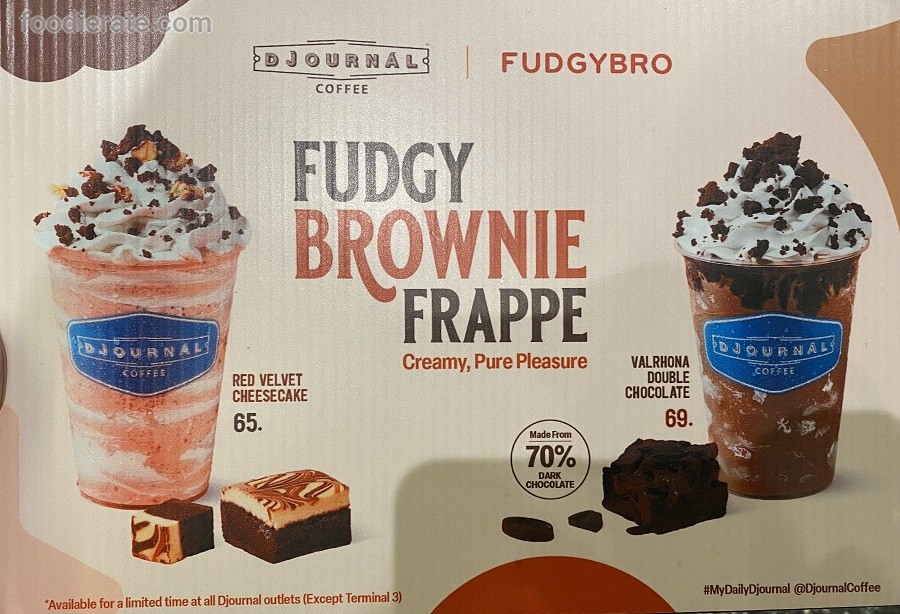 foodierate.com
DJOURNAL
COFFEE
FUDGYBRO
FUDGY
BROWNIE
FRAPPE
Creamy, Pure Pleasure
DJOURNAL
COFFEE
RED VELVET
CHEESECAKE
65.
DJOURNAL
COFFEE
VALRHONA
DOUBLE
CHOCOLATE
69.
Made From
70%
DARK
CHOCOLATE
*Available for a limited time at all Djournal outlets (Except Terminal 3)
#MyDailyDjournal @DjournalCoffee